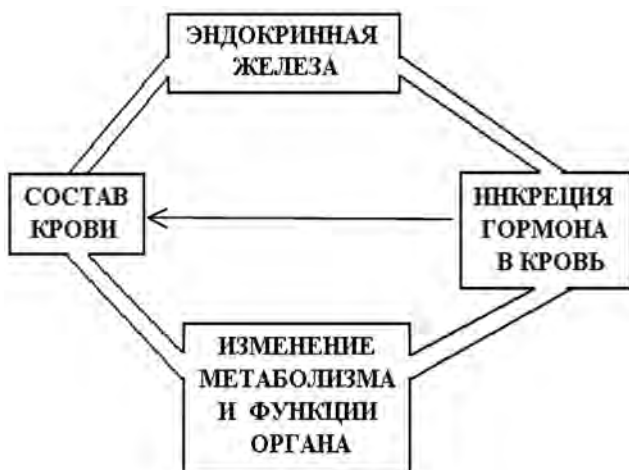 ЭНДОКРИННАЯ
ЖЕЛЕЗА
СОСТАВ
КРОВИ
ИНКРЕЦИЯ
ГОРМОНА
В КРОВЬ
ИЗМЕНЕНИЕ
МЕТАБОЛИЗМА
И ФУНКЦИИ
ОРГАНА